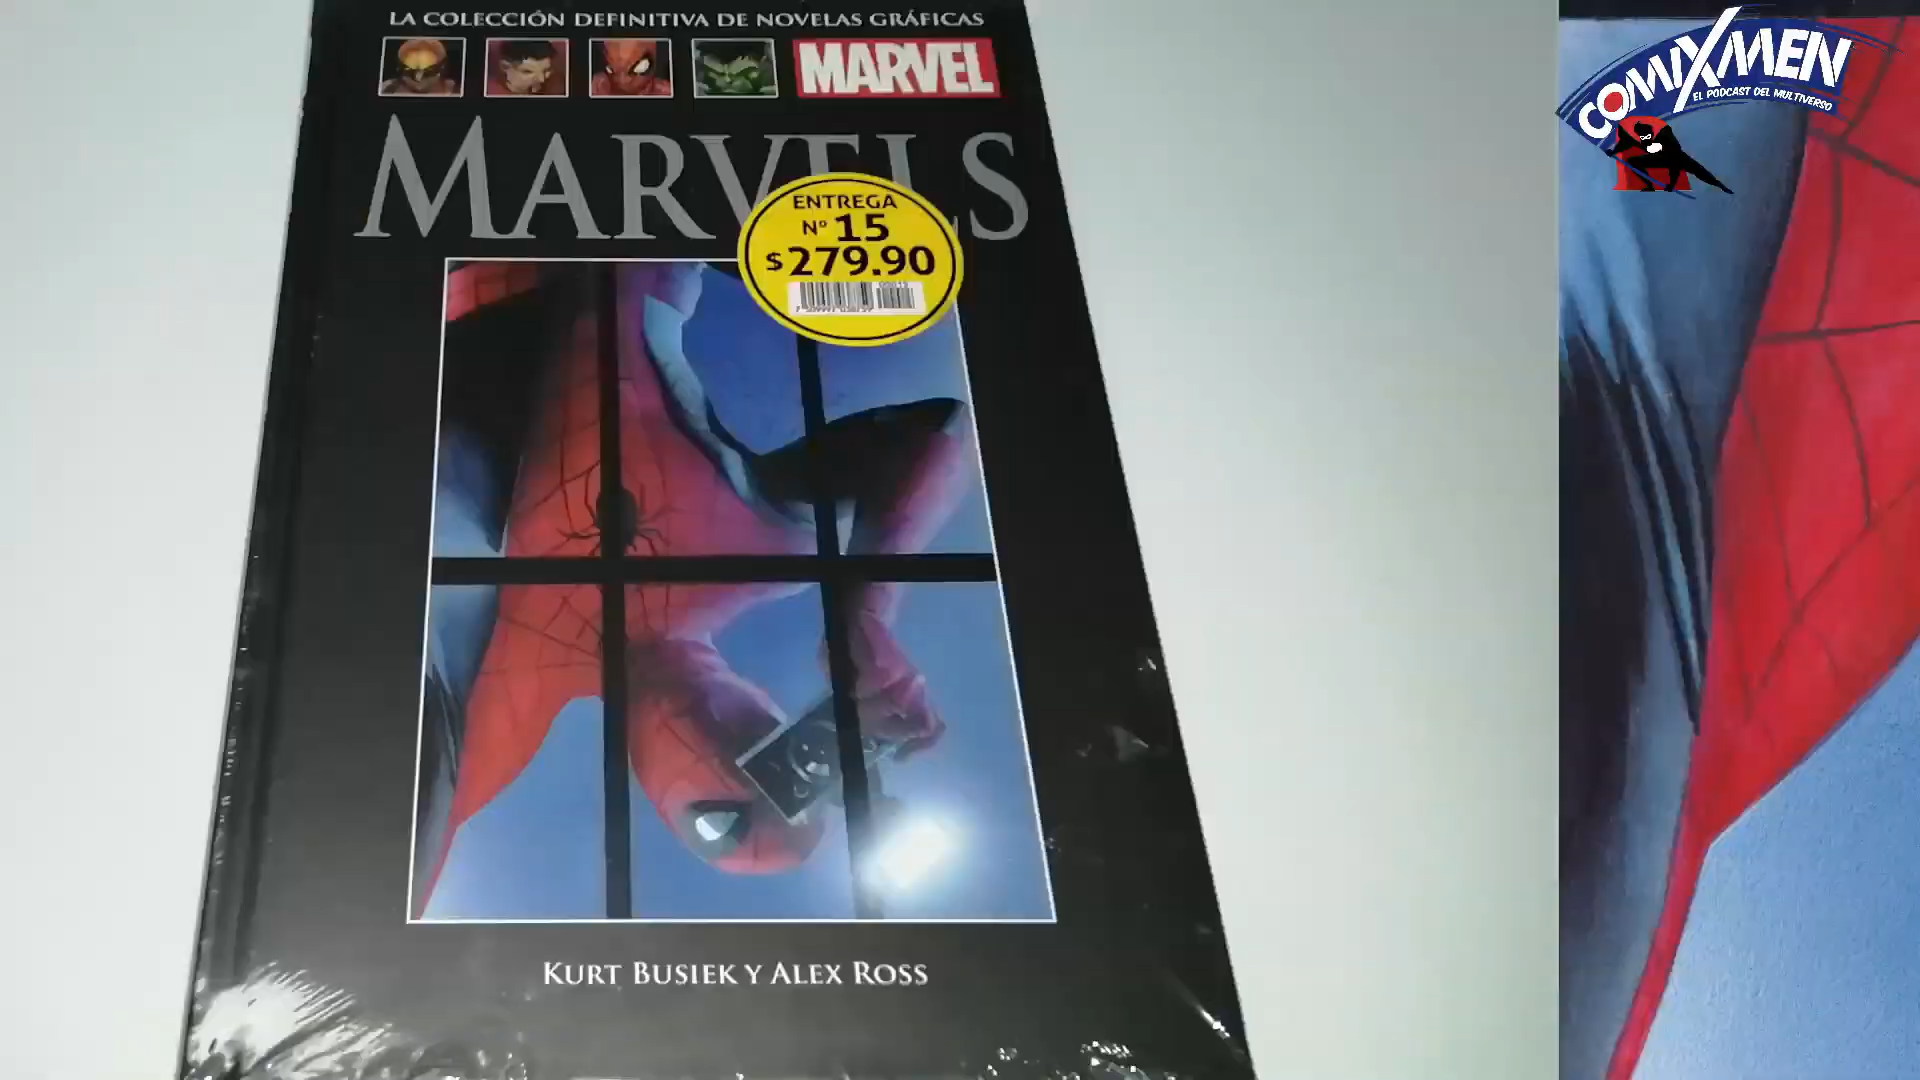 LA COLECCIÓN DEFINITIVA DE NOVELAS GRÁFICAS
MARVEL
MARVELS
ENTREGA
Nº 15
$279.90
KURT BUSIEK Y ALEX ROSS
COMIXMEN
EL PODCAST DEL MULTIVERSO